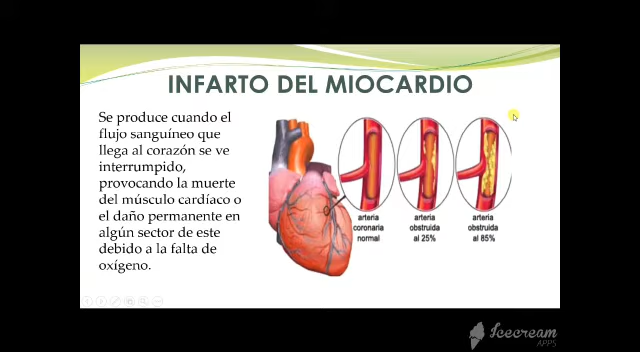 INFARTO DEL MIOCARDIO
Se produce cuando el
flujo sanguíneo que
llega al corazón se ve
interrumpido,
provocando la muerte
del músculo cardíaco o
el daño permanente en
algún sector de este
debido a la falta de
oxígeno.
arteria
coronaria
normal
arteria
obstruida
al 25%
arteria
obstruida
al 85%
Icecream
APPS